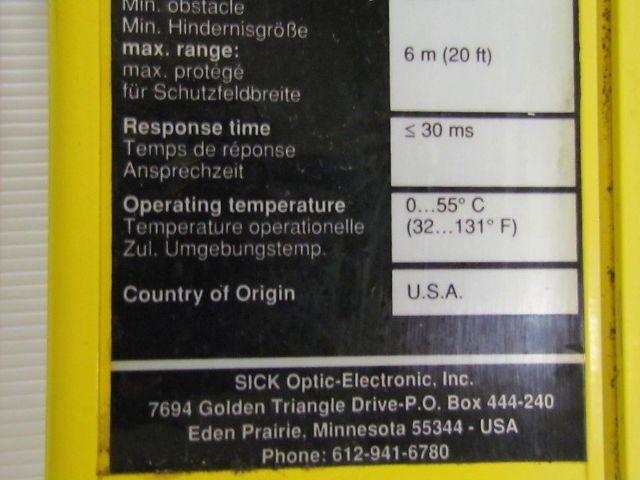 Min. obstacle
Min. Hindernisgröße
max. range:
max. protégé
für Schutzfeldbreite
6 m (20 ft)
Response time
Temps de réponse
Ansprechzeit
≤ 30 ms
Operating temperature
Temperature operationelle
Zul. Umgebungstemp.
0...55° C
(32...131° F)
Country of Origin
U.S.A.
SICK Optic-Electronic, Inc.
7694 Golden Triangle Drive-P.O. Box 444-240
Eden Prairie, Minnesota 55344 - USA
Phone: 612-941-6780